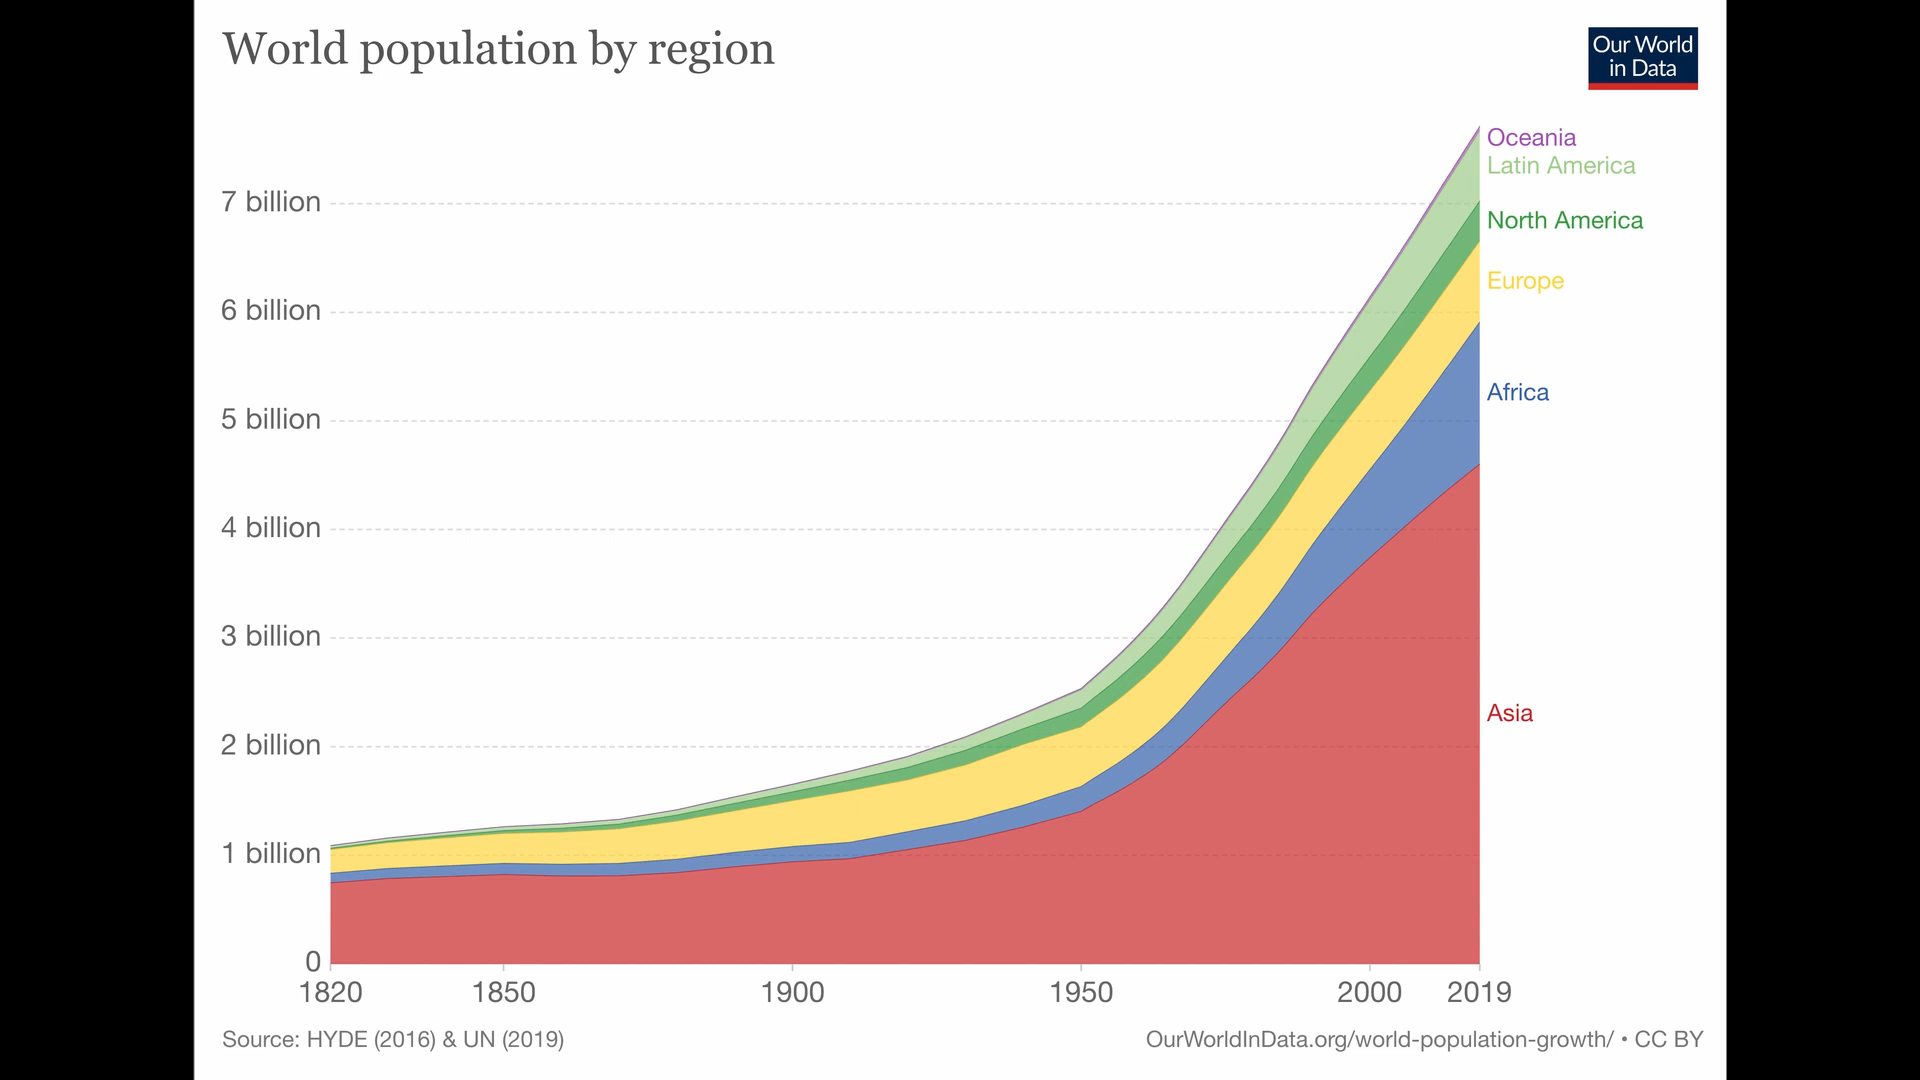 World population by region
Our World
in Data
Oceania
Latin America
7 billion
North America
6 billion
Europe
5 billion
Africa
4 billion
3 billion
Asia
2 billion
1 billion
0
1820 1850 1900 1950 2000 2019
Source: HYDE (2016) & UN (2019)
OurWorldInData.org/world-population-growth/ • CC BY